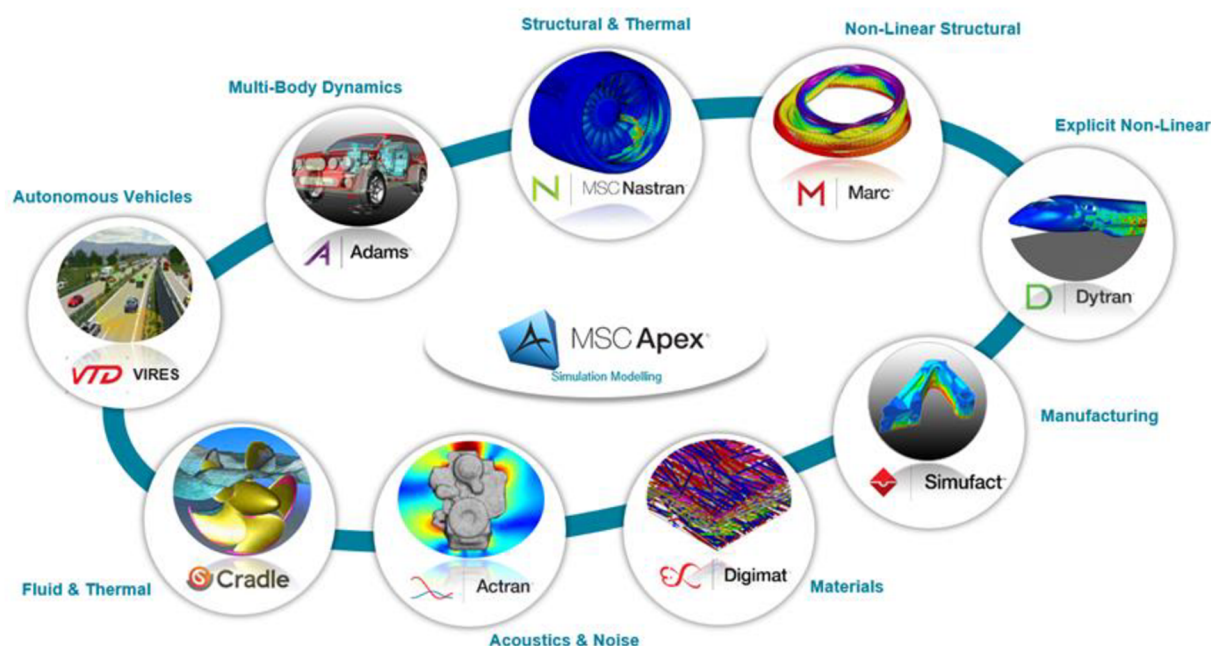 Structural & Thermal
Non-Linear Structural
Multi-Body Dynamics
Explicit Non-Linear
Autonomous Vehicles
N | MSC Nastran
M | Marc
A | Adams
D | Dytran
VTD VIRES
MSC Apex
Simulation Modelling
Manufacturing
Simufact
Cradle
Actran
Digimat
Fluid & Thermal
Materials
Acoustics & Noise